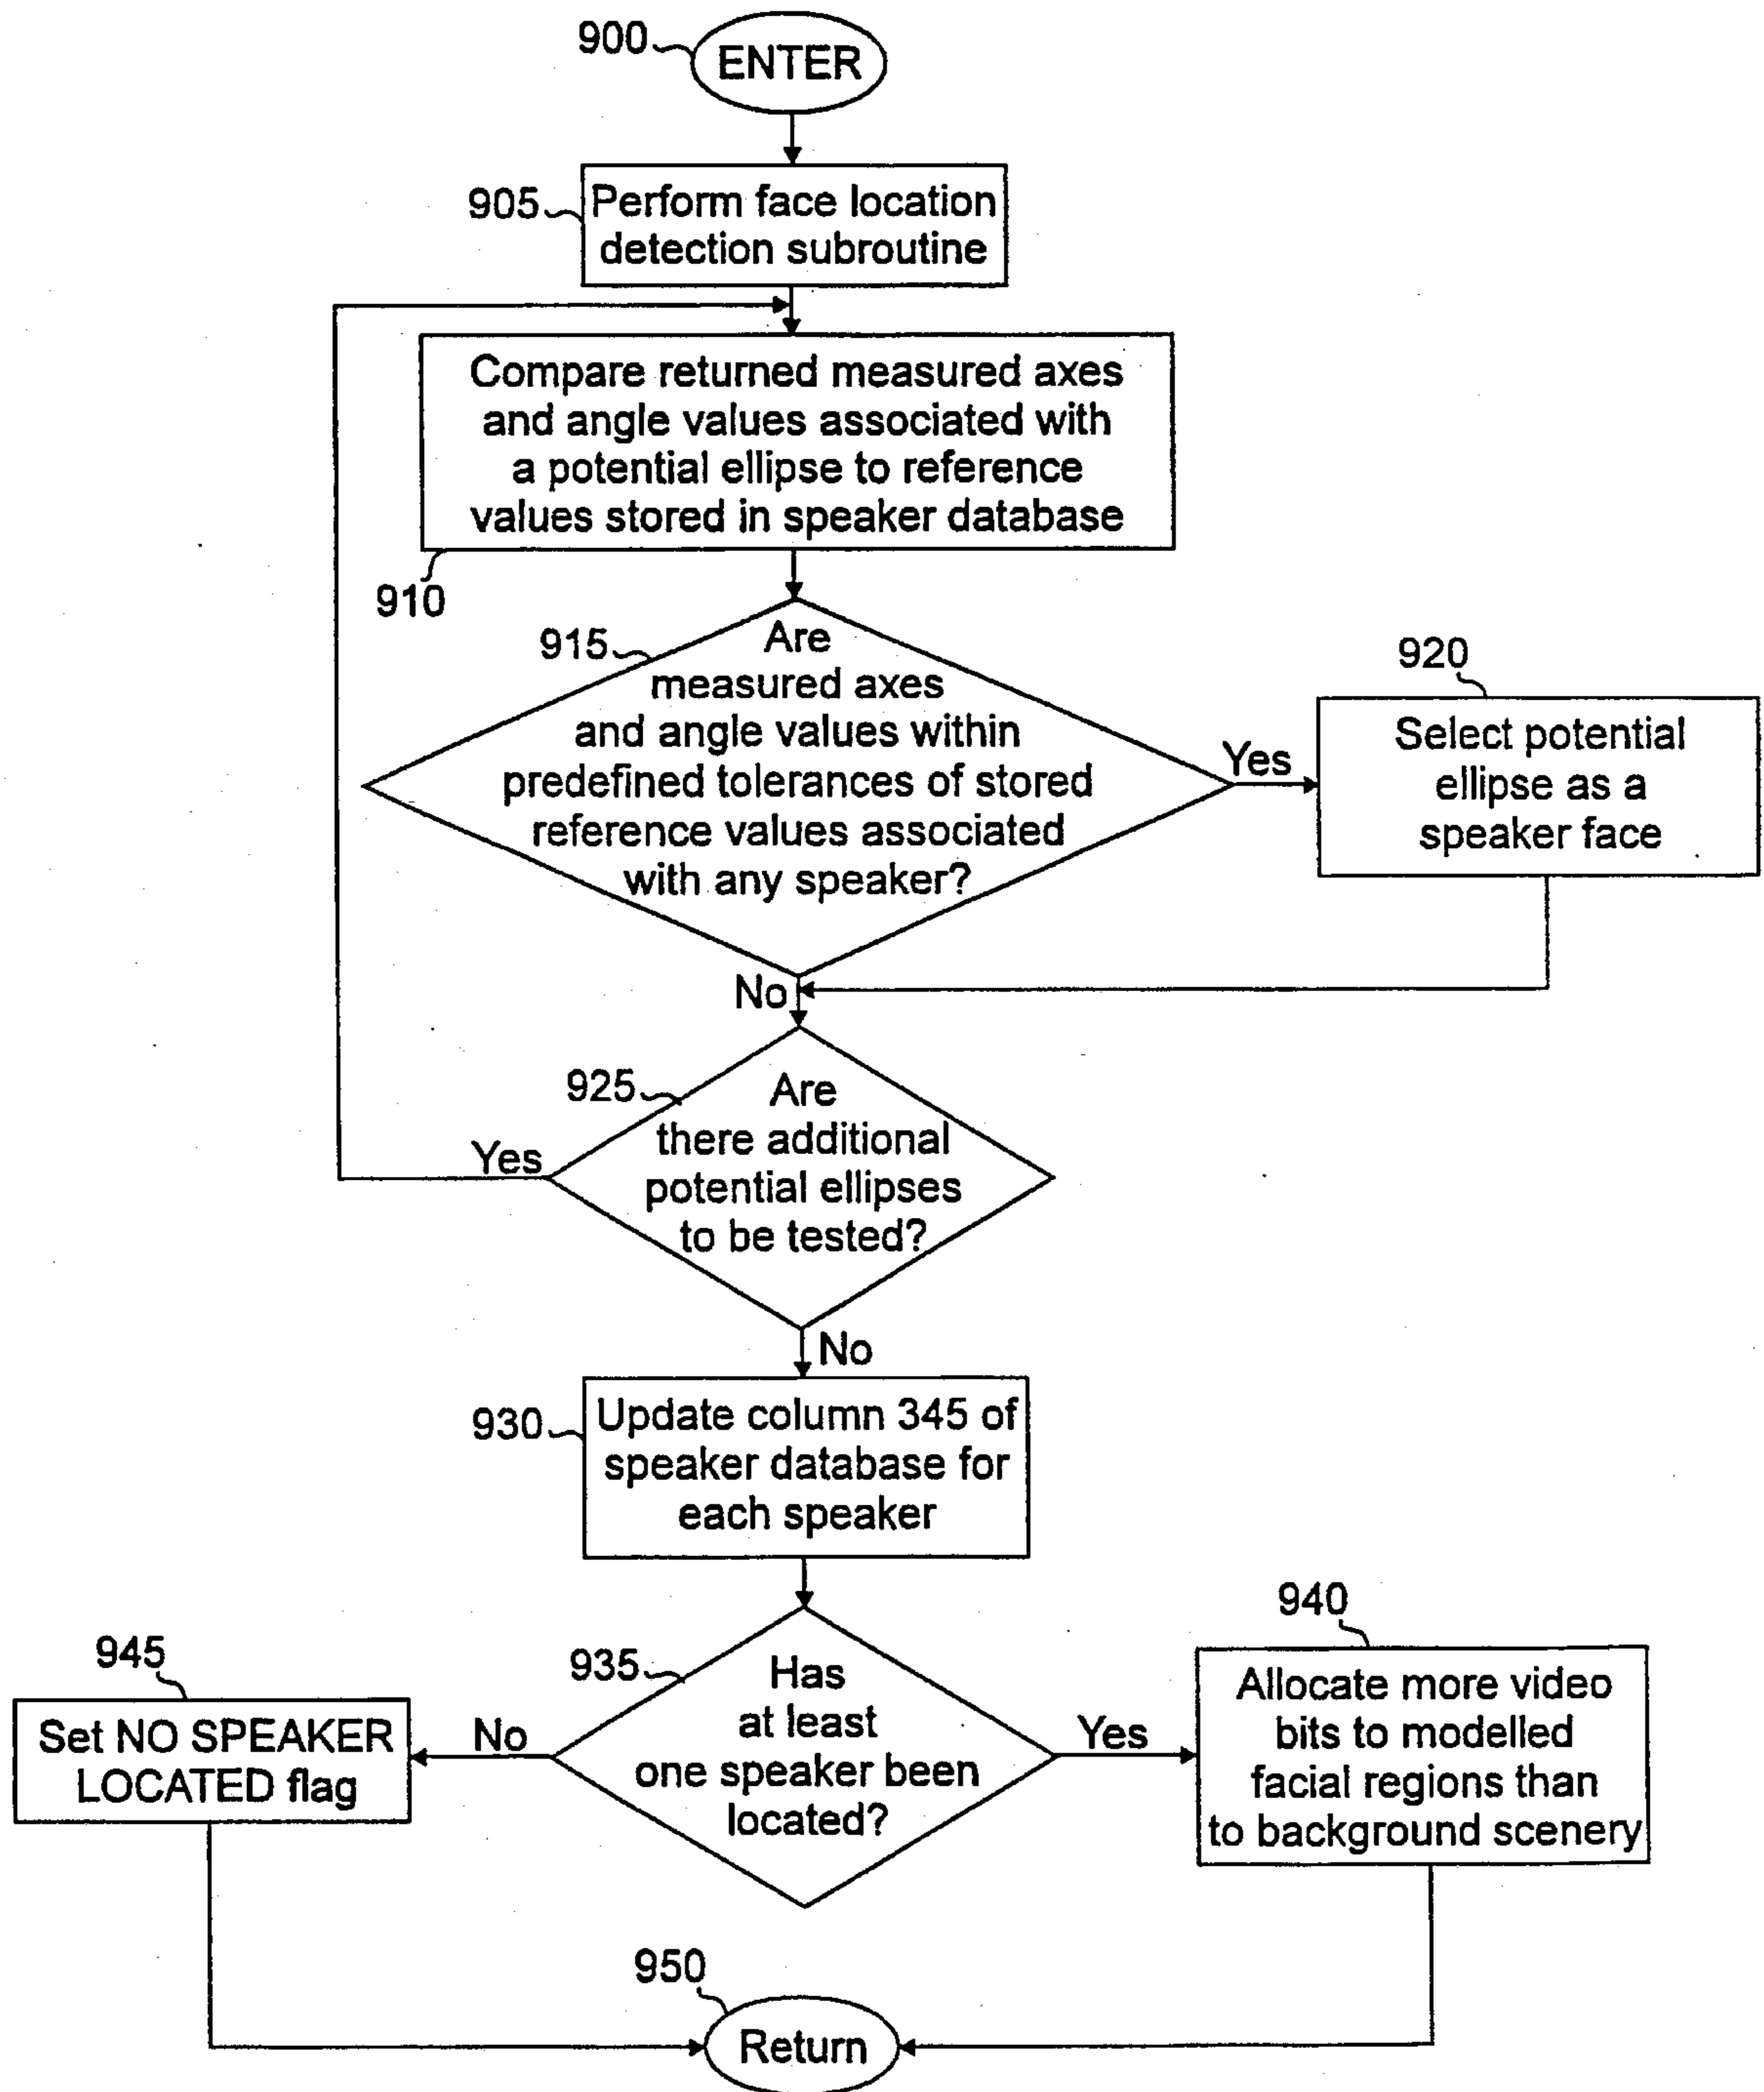 900
ENTER
905
Perform face location
detection subroutine
Compare returned measured axes
and angle values associated with
a potential ellipse to reference
values stored in speaker database
910
915
Are
measured axes
and angle values within
predefined tolerances of stored
reference values associated
with any speaker?
Yes
920
Select potential
ellipse as a
speaker face
No
925
Are
there additional
potential ellipses
to be tested?
Yes
No
930
Update column 345 of
speaker database for
each speaker
935
Has
at least
one speaker been
located?
No
Yes
945
Set NO SPEAKER
LOCATED flag
940
Allocate more video
bits to modelled
facial regions than
to background scenery
950
Return